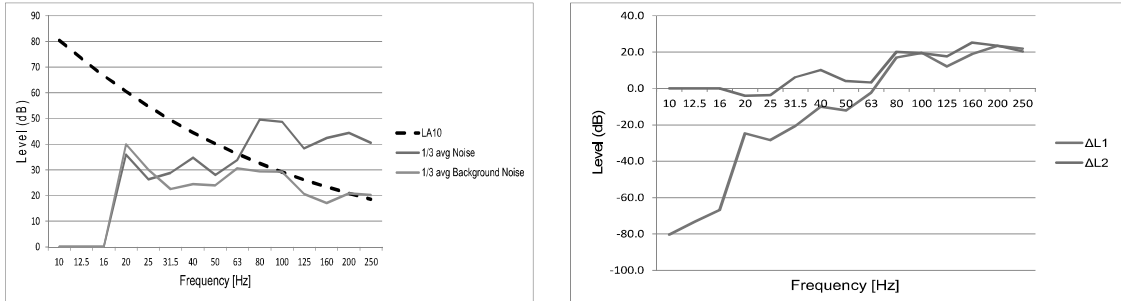 90
80
70
60
50
40
30
20
10
0
Level (dB)
10 12.5 16 20 25 31.5 40 50 63 80 100 125 160 200 250
Frequency [Hz]
LA10
1/3 avg Noise
1/3 avg Background Noise
40.0
20.0
0.0
-20.0
-40.0
-60.0
-80.0
-100.0
Level (dB)
10 12.5 16 20 25 31.5 40 50 63 80 100 125 160 200 250
Frequency [Hz]
ΔL1
ΔL2